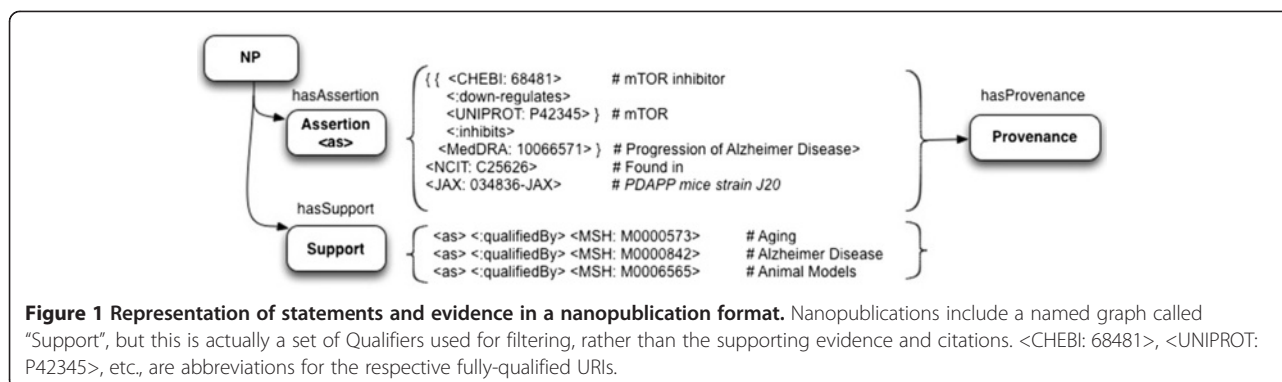 NP
hasAssertion
Assertion
<as>
{ { <CHEBI: 68481> # mTOR inhibitor
<:down-regulates>
<UNIPROT: P42345> } # mTOR
<:inhibits>
<MedDRA: 10066571> } # Progression of Alzheimer Disease>
<NCIT: C25626> # Found in
<JAX: 034836-JAX> # PDAPP mice strain J20
hasProvenance
Provenance
hasSupport
Support
<as> <:qualifiedBy> <MSH: M0000573> # Aging
<as> <:qualifiedBy> <MSH: M0000842> # Alzheimer Disease
<as> <:qualifiedBy> <MSH: M0006565> # Animal Models
Figure 1 Representation of statements and evidence in a nanopublication format. Nanopublications include a named graph called
“Support”, but this is actually a set of Qualifiers used for filtering, rather than the supporting evidence and citations. <CHEBI: 68481>, <UNIPROT:
P42345>, etc., are abbreviations for the respective fully-qualified URIs.